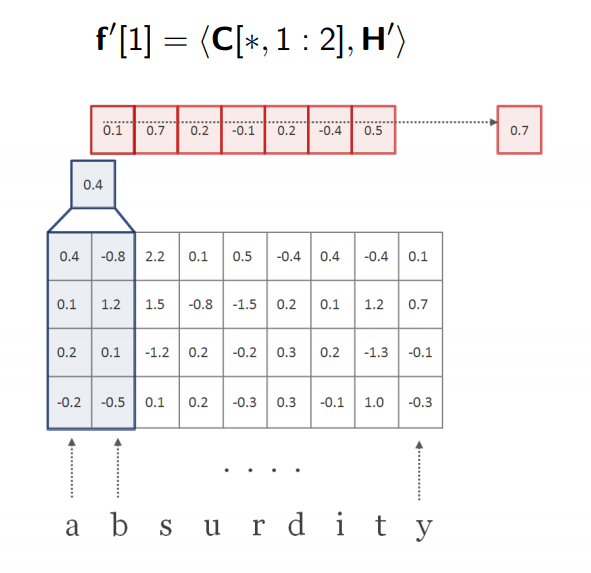 f′[1] = ⟨C[∗, 1 : 2], H′⟩
0.1 0.7 0.2 -0.1 0.2 -0.4 0.5 0.7
0.4
0.4 -0.8 2.2 0.1 0.5 -0.4 0.4 -0.4 0.1
0.1 1.2 1.5 -0.8 -1.5 0.2 0.1 1.2 0.7
0.2 0.1 -1.2 0.2 -0.2 0.3 0.2 -1.3 -0.1
-0.2 -0.5 0.1 0.2 -0.3 0.3 -0.1 1.0 -0.3
. . . .
a b s u r d i t y